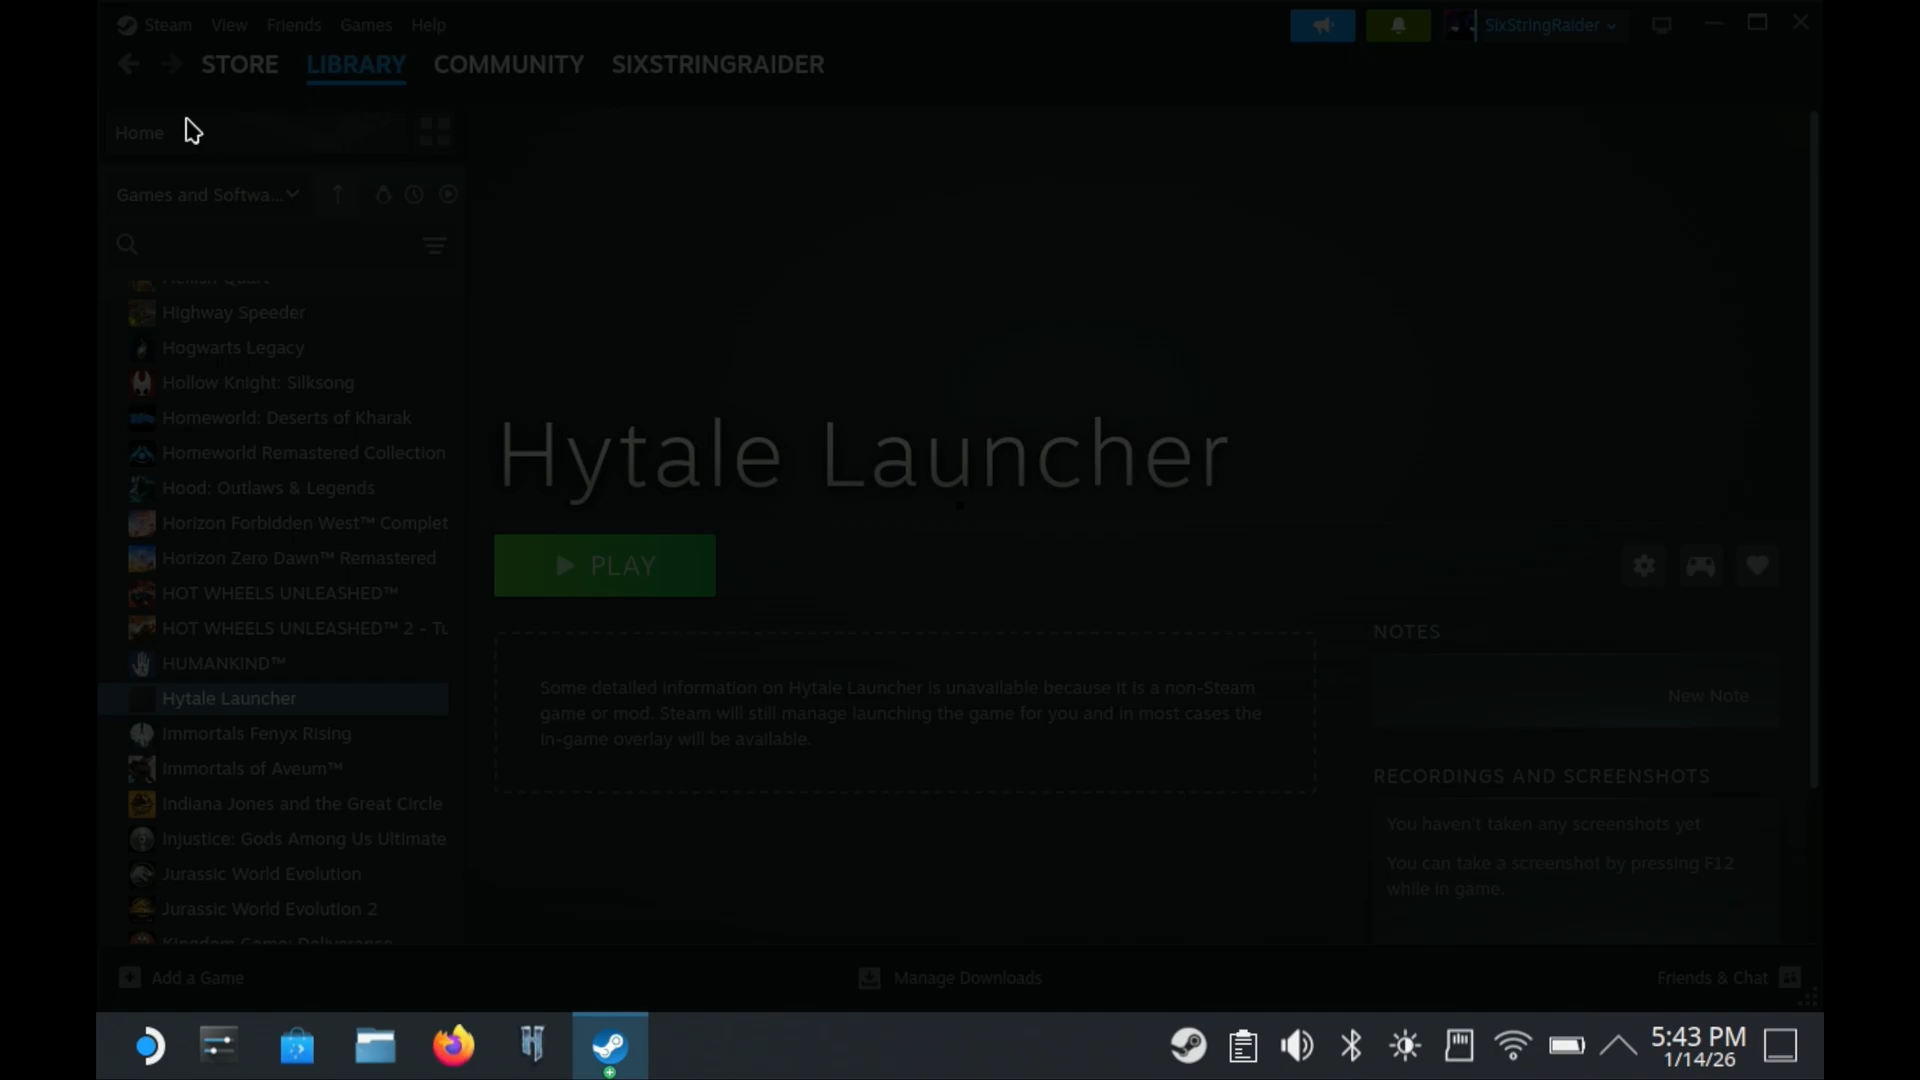 Steam View Friends Games Help
SixStringRaider
STORE LIBRARY COMMUNITY SIXSTRINGRAIDER
Home
Games and Softwa...
Hellish Quart
Highway Speeder
Hogwarts Legacy
Hollow Knight: Silksong
Homeworld: Deserts of Kharak
Homeworld Remastered Collection
Hood: Outlaws & Legends
Horizon Forbidden West™ Complet
Horizon Zero Dawn™ Remastered
HOT WHEELS UNLEASHED™
HOT WHEELS UNLEASHED™ 2 - Tu
HUMANKIND™
Hytale Launcher
Immortals Fenyx Rising
Immortals of Aveum™
Indiana Jones and the Great Circle
Injustice: Gods Among Us Ultimate
Jurassic World Evolution
Jurassic World Evolution 2
Kingdom Come: Deliverance
Hytale Launcher
PLAY
Some detailed information on Hytale Launcher is unavailable because it is a non-Steam
game or mod. Steam will still manage launching the game for you and in most cases the
in-game overlay will be available.
NOTES
New Note
RECORDINGS AND SCREENSHOTS
You haven't taken any screenshots yet
You can take a screenshot by pressing F12
while in game.
Add a Game
Manage Downloads
Friends & Chat
5:43 PM
1/14/26